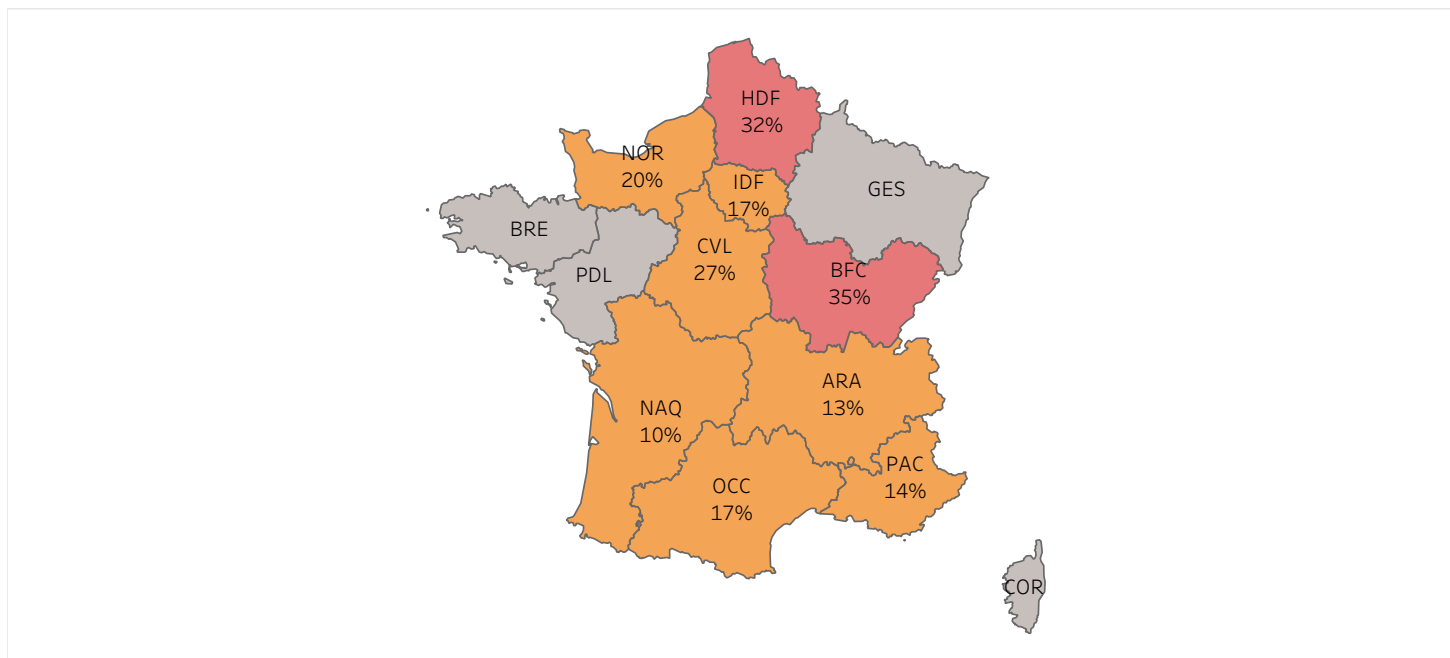 HDF
32%
NOR
20%
IDF
17%
GES
BRE
CVL
27%
PDL
BFC
35%
ARA
13%
NAQ
10%
PAC
14%
OCC
17%
COR